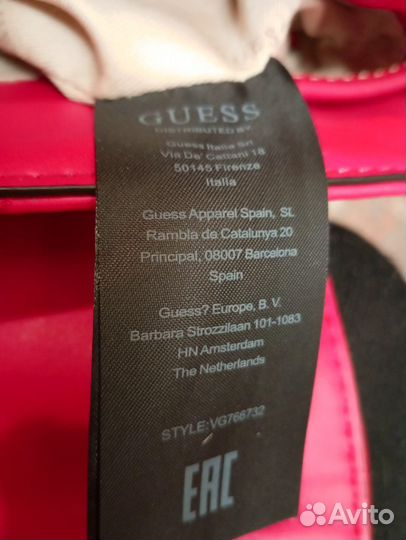 GUESS
DISTRIBUTED BY
Guess Italia Srl
Via De' Cattani 18
50145 Firenze
Italia
Guess Apparel Spain, SL
Rambla de Catalunya 20
Principal, 08007 Barcelona
Spain
Guess? Europe, B. V.
Barbara Strozzilaan 101-1083
HN Amsterdam
The Netherlands
STYLE:VG766732
EAC
Avito